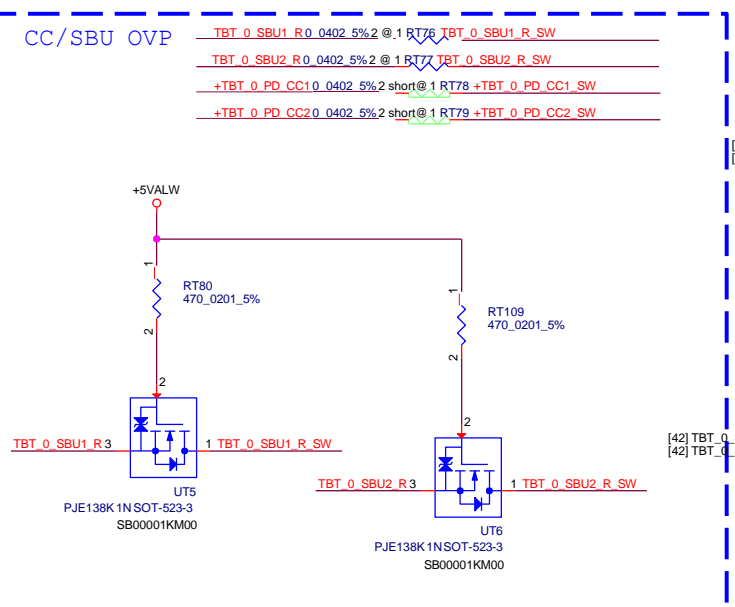 CC/SBU OVP
TBT_0_SBU1_R 0_0402_5% 2 @ 1 RT76 TBT_0_SBU1_R_SW
TBT_0_SBU2_R 0_0402_5% 2 @ 1 RT77 TBT_0_SBU2_R_SW
+TBT_0_PD_CC1 0_0402_5% 2 short@ 1 RT78 +TBT_0_PD_CC1_SW
+TBT_0_PD_CC2 0_0402_5% 2 short@ 1 RT79 +TBT_0_PD_CC2_SW
[
[
+5VALW
1
RT80
470_0201_5%
2
1
RT109
470_0201_5%
2
2
TBT_0_SBU1_R 3
1 TBT_0_SBU1_R_SW
UT5
PJE138K 1N SOT-523-3
SB00001KM00
2
[42] TBT_0_
[42] TBT_0_
TBT_0_SBU2_R 3
1 TBT_0_SBU2_R_SW
UT6
PJE138K 1N SOT-523-3
SB00001KM00